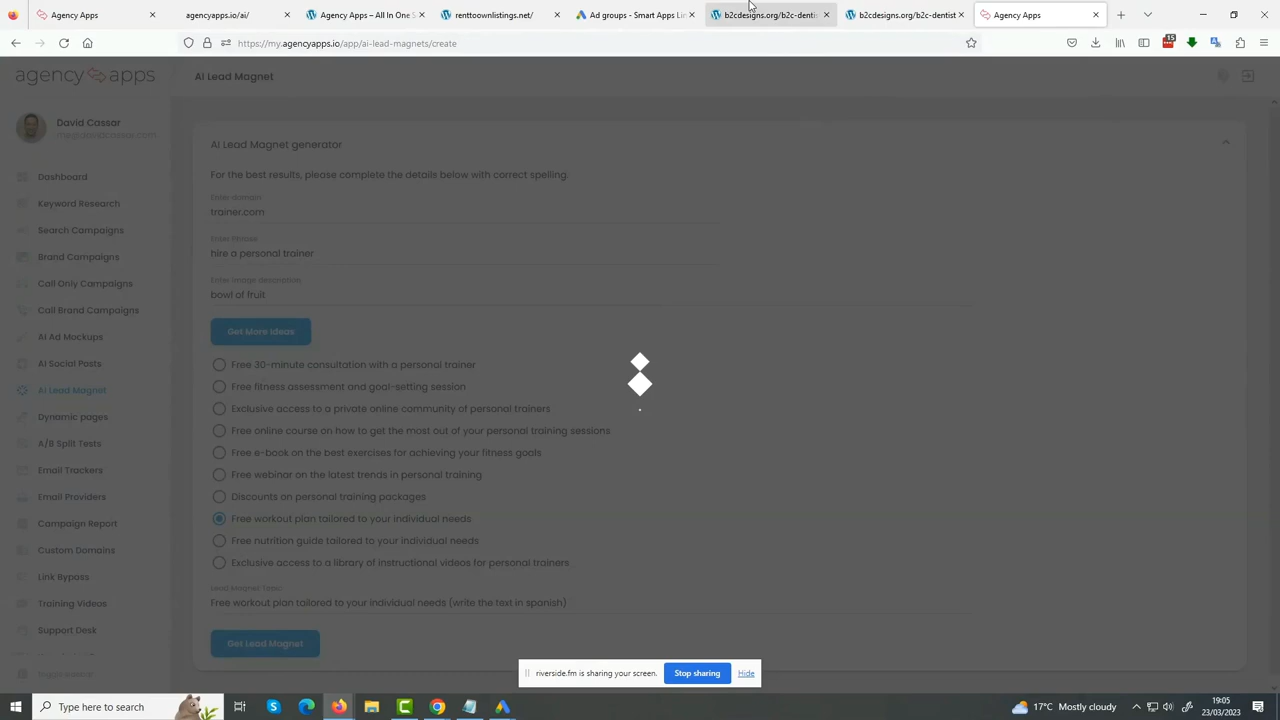 Agency Apps
agencyapps.io/ai/
Agency Apps – All In One S
renttoownlistings.net/
Ad groups - Smart Apps Lin
b2cdesigns.org/b2c-denti
b2cdesigns.org/b2c-dentist
Agency Apps
https://my.agencyapps.io/app/ai-lead-magnets/create
15
agency apps
AI Lead Magnet
David Cassar
Dashboard
Keyword Research
Search Campaigns
Brand Campaigns
Call Only Campaigns
Call Brand Campaigns
AI Ad Mockups
AI Social Posts
AI Lead Magnet
Dynamic pages
A/B Split Tests
Email Trackers
Email Providers
Campaign Report
Custom Domains
Link Bypass
Training Videos
Support Desk
Hide sidebar
AI Lead Magnet generator
For the best results, please complete the details below with correct spelling:
Enter domain
trainer.com
Enter Phrase
hire a personal trainer
Enter image description
bowl of fruit
Get More Ideas
Free 30-minute consultation with a personal trainer
Free fitness assessment and goal-setting session
Exclusive access to a private online community of personal trainers
Free online course on how to get the most out of your personal training sessions
Free e-book on the best exercises for achieving your fitness goals
Free webinar on the latest trends in personal training
Discounts on personal training packages
Free workout plan tailored to your individual needs
Free nutrition guide tailored to your individual needs
Exclusive access to a library of instructional videos for personal trainers
Lead Magnet Topic
Free workout plan tailored to your individual needs (write the text in spanish)
Get Lead Magnet
riverside.fm is sharing your screen.
Stop sharing
Hide
Type here to search
17°C Mostly cloudy
19:05
23/03/2023